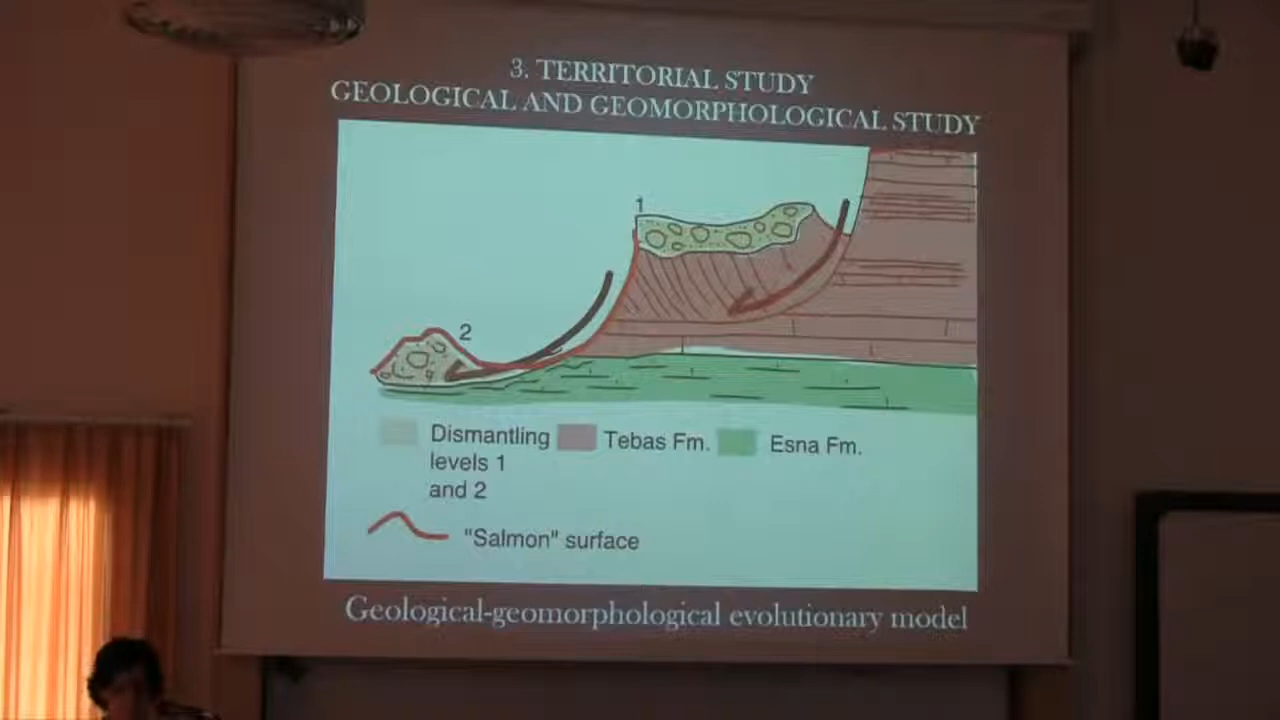 3. TERRITORIAL STUDY
GEOLOGICAL AND GEOMORPHOLOGICAL STUDY
1
2
Dismantling levels 1 and 2
Tebas Fm.
Esna Fm.
"Salmon" surface
Geological-geomorphological evolutionary model